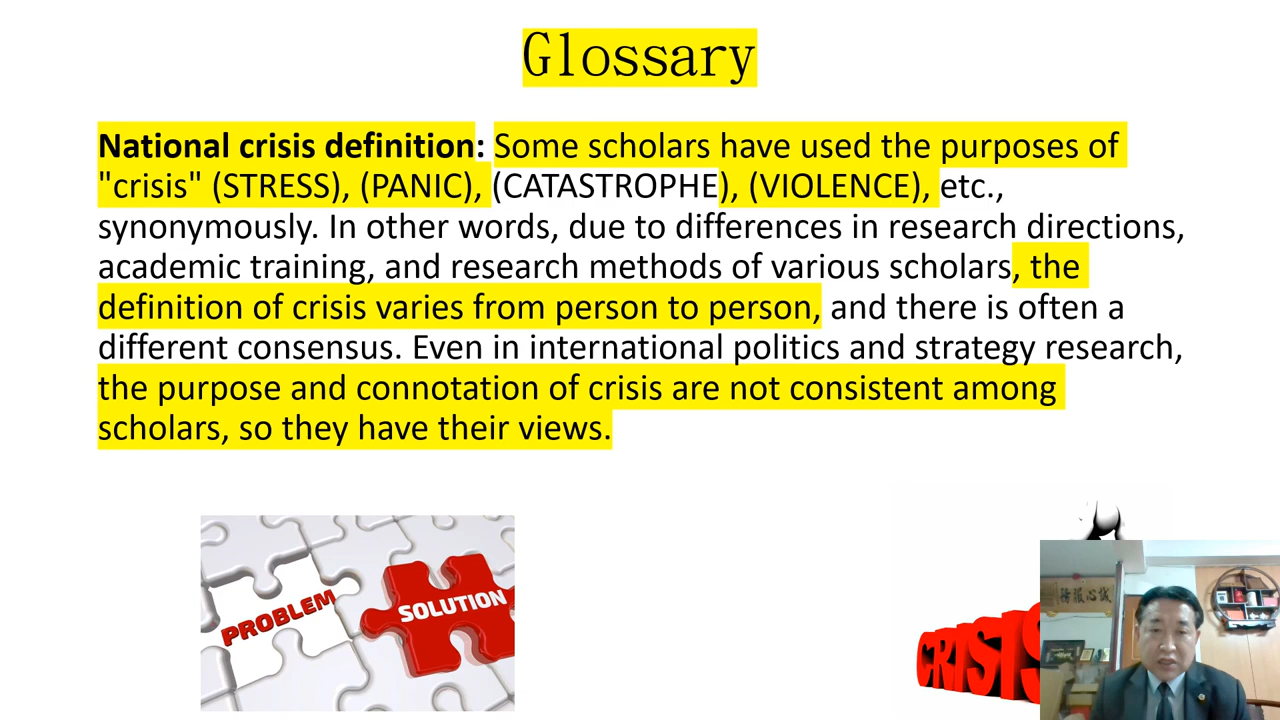 Glossary
National crisis definition: Some scholars have used the purposes of
"crisis" (STRESS), (PANIC), (CATASTROPHE), (VIOLENCE), etc.,
synonymously. In other words, due to differences in research directions,
academic training, and research methods of various scholars, the
definition of crisis varies from person to person, and there is often a
different consensus. Even in international politics and strategy research,
the purpose and connotation of crisis are not consistent among
scholars, so they have their views.
PROBLEM
SOLUTION
CRISIS